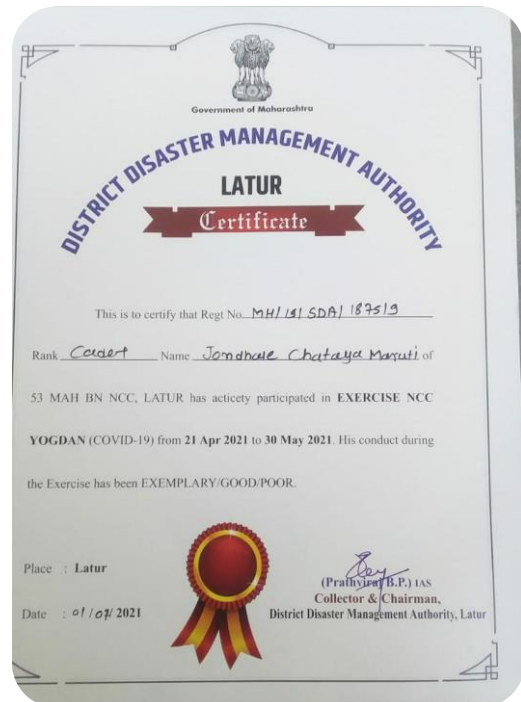 Government of Maharashtra
DISTRICT DISASTER MANAGEMENT AUTHORITY
LATUR
Certificate
This is to certify that Regt No. MH/19/SDA/187519
Rank Cadet Name Jondhale Chataya Maruti of
53 MAH BN NCC, LATUR has acticety participated in EXERCISE NCC
YOGDAN (COVID-19) from 21 Apr 2021 to 30 May 2021. His conduct during
the Exercise has been EXEMPLARY/GOOD/POOR.
Place : Latur
Date : 01/07/2021
(Prathviraj B.P.) IAS
Collector & Chairman,
District Disaster Management Authority, Latur